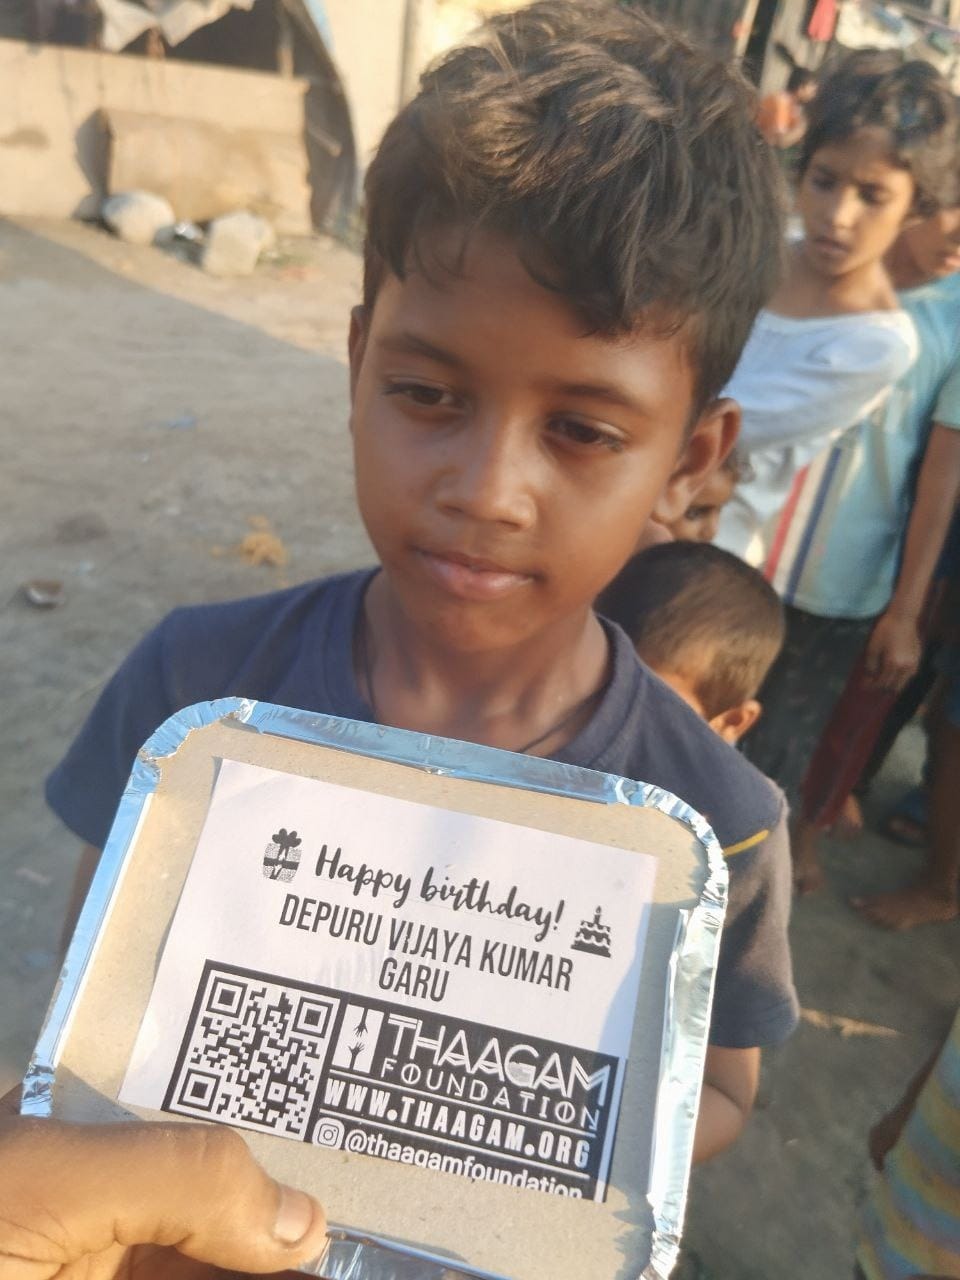 Happy birthday!
DEPURU VIJAYA KUMAR
GARU
THAAGAM
FOUNDATION
WWW.THAAGAM.ORG
@thaagamfoundation